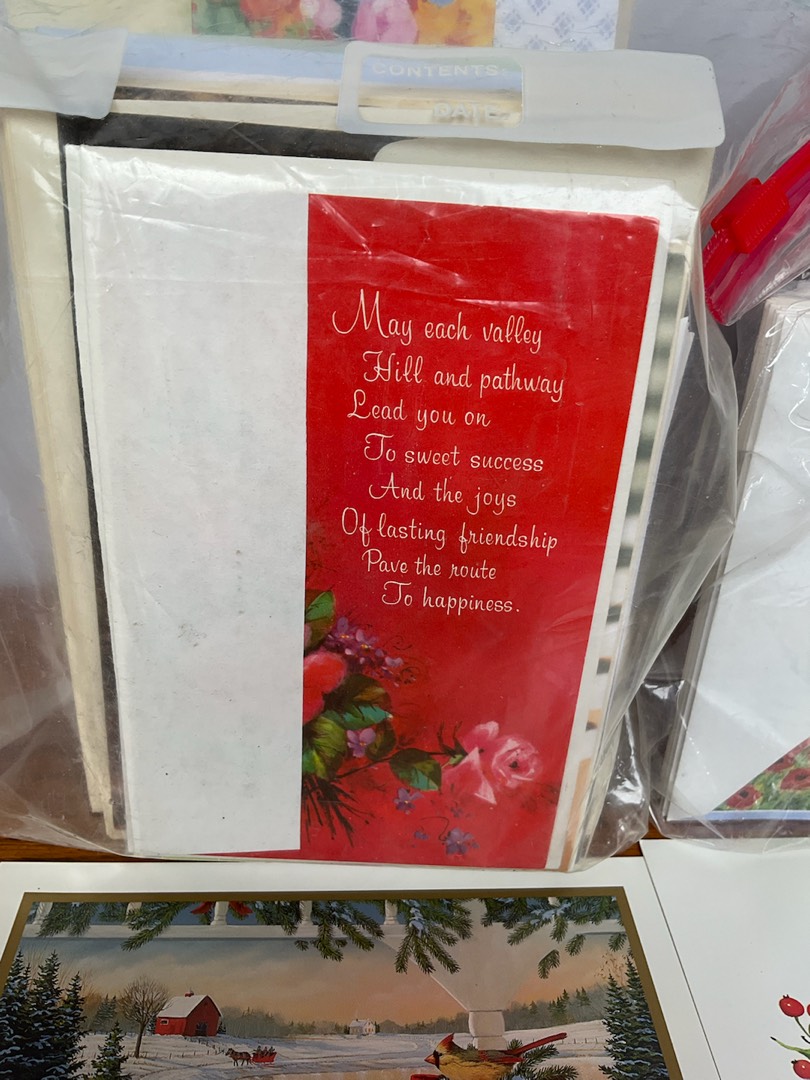 CONTENTS:
DATE
May each valley
Hill and pathway
Lead you on
To sweet success
And the joys
Of lasting friendship
Pave the route
To happiness.